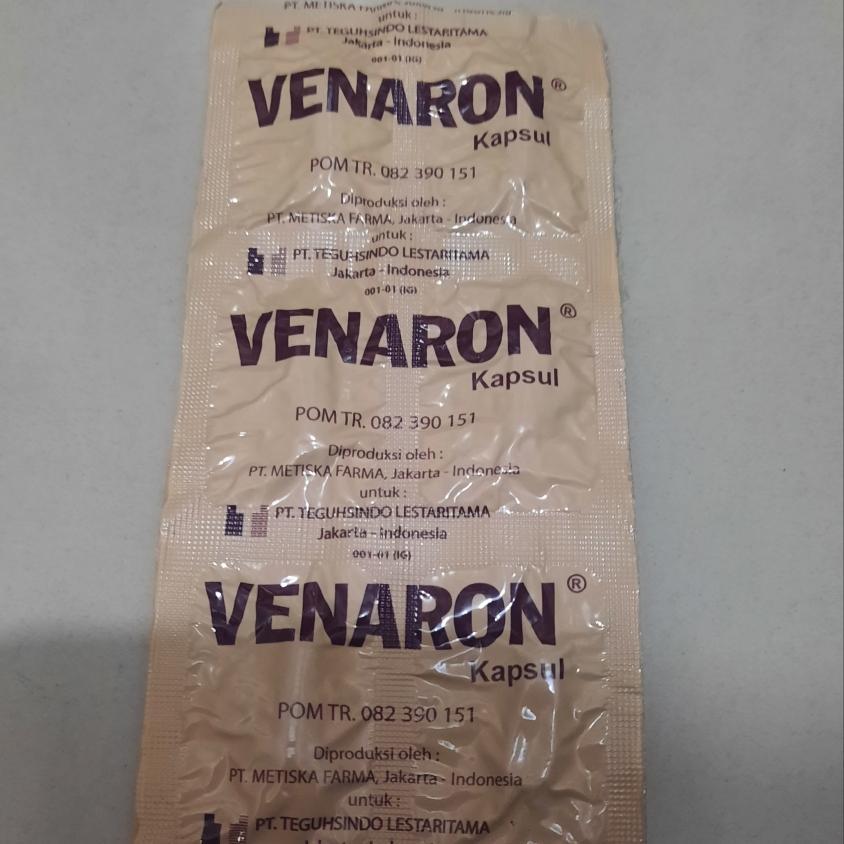 PT. METISKA
untuk :
PT. TEGUHSINDO LESTARITAMA
Jakarta - Indonesia
001-01 (IG)
VENARON®
Kapsul
POM TR. 082 390 151
Diproduksi oleh :
PT. METISKA FARMA, Jakarta - Indonesia
untuk :
PT. TEGUHSINDO LESTARITAMA
Jakarta - Indonesia
001-01 (IG)
VENARON®
Kapsul
POM TR. 082 390 151
Diproduksi oleh :
PT. METISKA FARMA, Jakarta - Indonesia
untuk :
PT. TEGUHSINDO LESTARITAMA
Jakarta - Indonesia
001-01 (IG)
VENARON®
Kapsul
POM TR. 082 390 151
Diproduksi oleh :
PT. METISKA FARMA, Jakarta - Indonesia
untuk :
PT. TEGUHSINDO LESTARITAMA